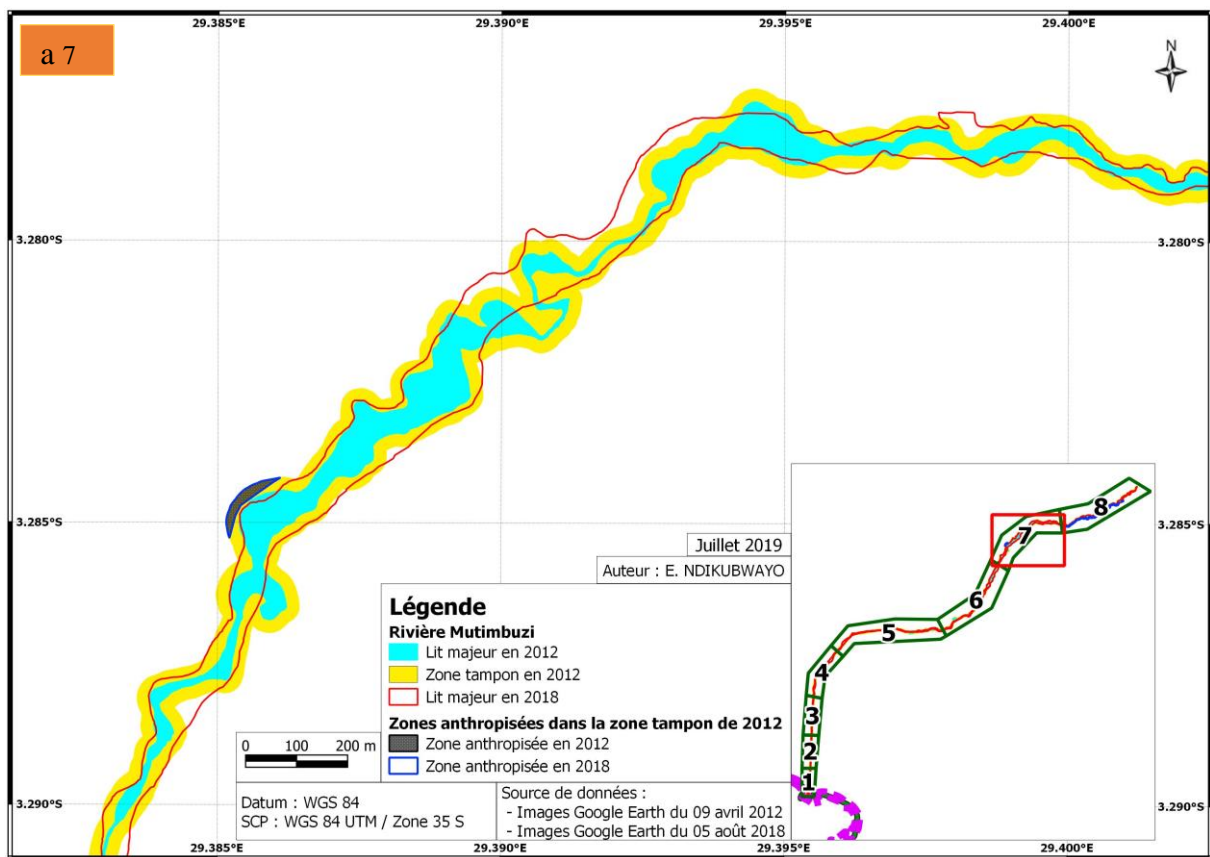 29.385°E 29.390°E 29.395°E 29.400°E
a 7
N
3.280°S 3.280°S
3.285°S 3.285°S
8
7
6
5
4
3
2
1
Juillet 2019
Auteur : E. NDIKUBWAYO
Légende
Rivière Mutimbuzi
Lit majeur en 2012
Zone tampon en 2012
Lit majeur en 2018
Zones anthropisées dans la zone tampon de 2012
Zone anthropisée en 2012
Zone anthropisée en 2018
0 100 200 m
Datum : WGS 84
SCP : WGS 84 UTM / Zone 35 S
Source de données :
- Images Google Earth du 09 avril 2012
- Images Google Earth du 05 août 2018
3.290°S 3.290°S
29.385°E 29.390°E 29.395°E 29.400°E